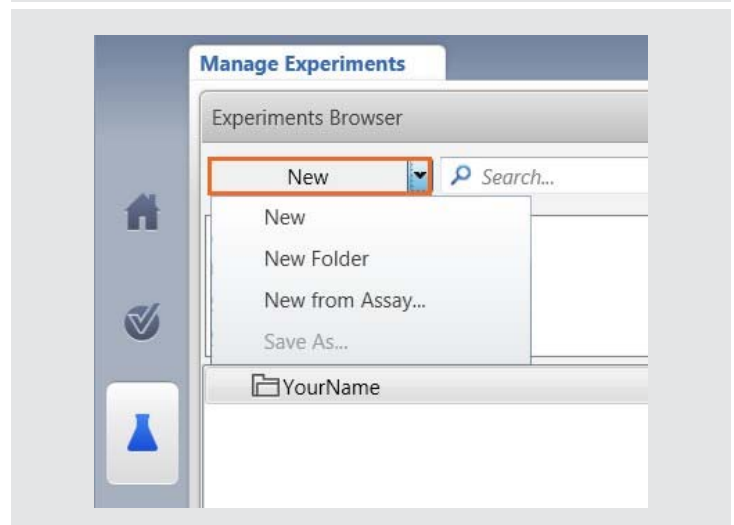 Manage Experiments
Experiments Browser
New Search...
New
New Folder
New from Assay...
Save As...
YourName